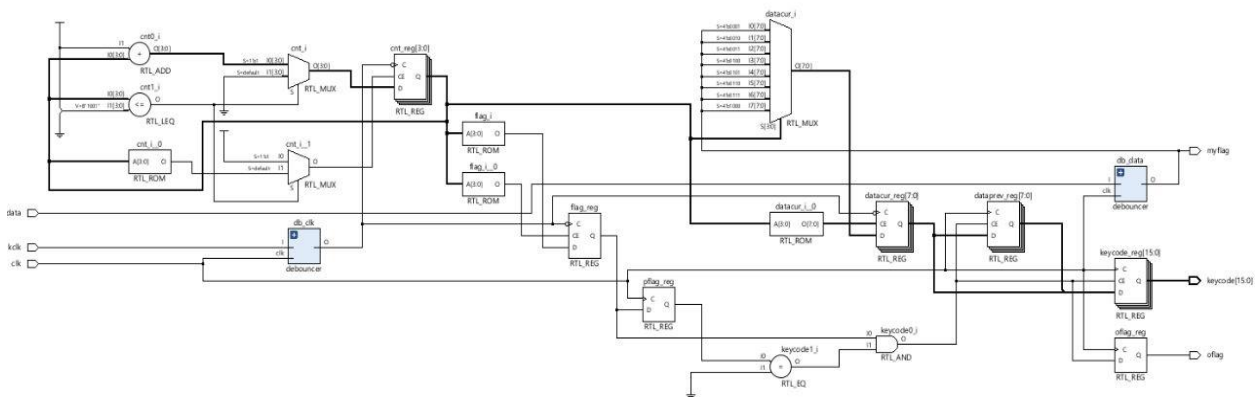 cnt0_i
I1
I0[3:0]
O[3:0]
+
RTL_ADD
cnt1_i
I0[3:0]
I1[3:0]
<=
O
RTL_LEQ
cnt_i__0
A[3:0]
O
RTL_ROM
cnt_i
S=1'b1
I0[3:0]
S=default
I1[3:0]
O[3:0]
S
RTL_MUX
cnt_i__1
S=1'b1
I0
S=default
I1
O
S
RTL_MUX
cnt_reg[3:0]
C
CE
D
Q
RTL_REG
flag_i
A[3:0]
O
RTL_ROM
flag_i__0
A[3:0]
O
RTL_ROM
datacur_i
S=4'b0001
I0[7:0]
S=4'b0010
I1[7:0]
S=4'b0011
I2[7:0]
S=4'b0100
I3[7:0]
S=4'b0101
I4[7:0]
S=4'b0110
I5[7:0]
S=4'b0111
I6[7:0]
S=4'b1000
I7[7:0]
O[7:0]
S[3:0]
RTL_MUX
myflag
db_data
I
clk
O
debouncer
data
kclk
clk
db_clk
I
clk
O
debouncer
flag_reg
C
CE
D
Q
RTL_REG
datacur_i__0
A[3:0]
O[7:0]
RTL_ROM
datacur_reg[7:0]
C
CE
D
Q
RTL_REG
dataprev_reg[7:0]
C
CE
D
Q
RTL_REG
keycode_reg[15:0]
C
CE
D
Q
RTL_REG
keycode[15:0]
pflag_reg
C
D
Q
RTL_REG
keycode1_i
I0
I1
O
RTL_EQ
keycode0_i
I0
I1
O
RTL_AND
oflag_reg
C
D
Q
RTL_REG
oflag